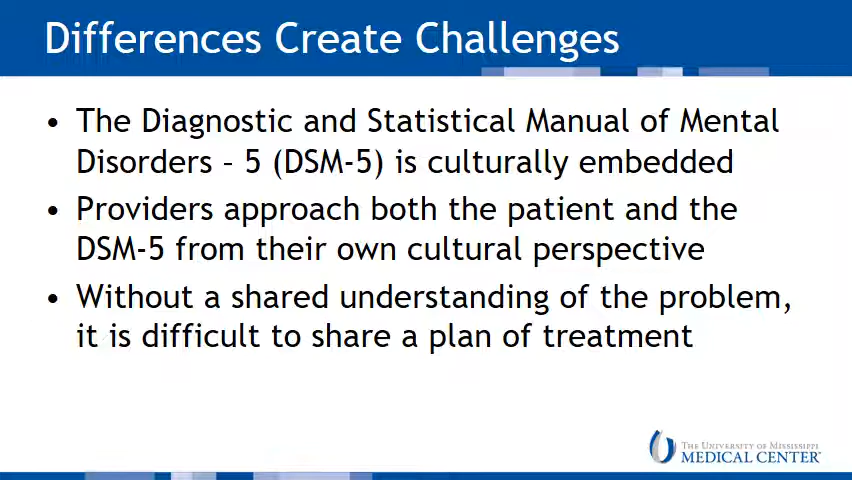 Differences Create Challenges
• The Diagnostic and Statistical Manual of Mental
Disorders – 5 (DSM-5) is culturally embedded
• Providers approach both the patient and the
DSM-5 from their own cultural perspective
• Without a shared understanding of the problem,
it is difficult to share a plan of treatment
THE UNIVERSITY OF MISSISSIPPI
MEDICAL CENTER